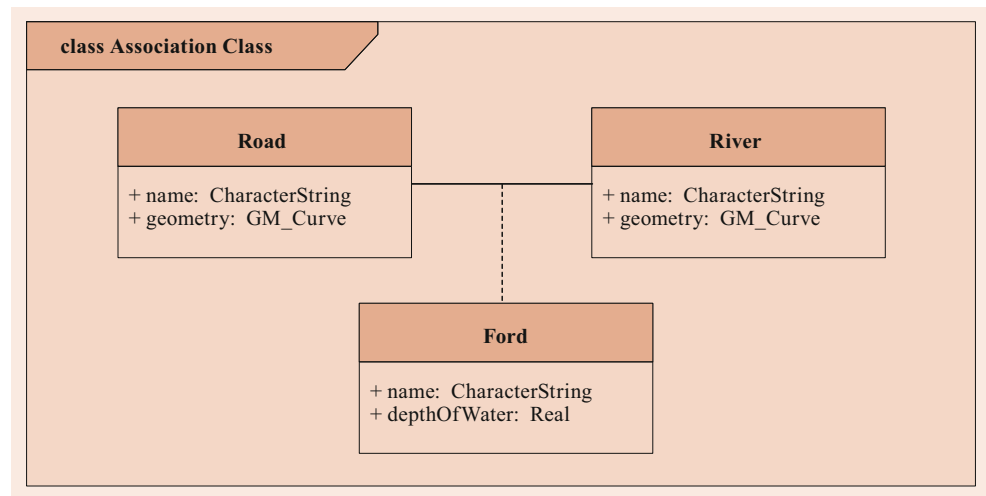 class Association Class
Road
+ name: CharacterString
+ geometry: GM_Curve
River
+ name: CharacterString
+ geometry: GM_Curve
Ford
+ name: CharacterString
+ depthOfWater: Real